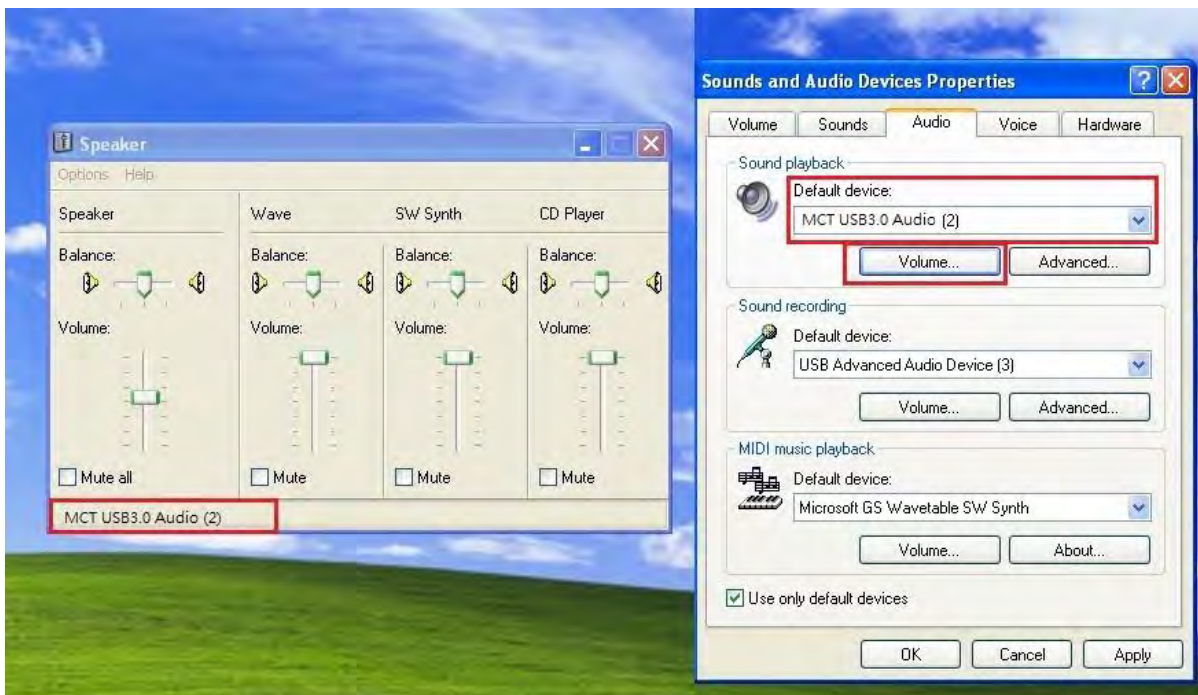 Speaker
Options Help
Speaker Wave SW Synth CD Player
Balance: Balance: Balance: Balance:
Volume: Volume: Volume: Volume:
Mute all Mute Mute Mute
MCT USB3.0 Audio (2)
Sounds and Audio Devices Properties
Volume Sounds Audio Voice Hardware
Sound playback
Default device:
MCT USB3.0 Audio (2)
Volume... Advanced...
Sound recording
Default device:
USB Advanced Audio Device (3)
Volume... Advanced...
MIDI music playback
Default device:
Microsoft GS Wavetable SW Synth
Volume... About...
Use only default devices
OK Cancel Apply